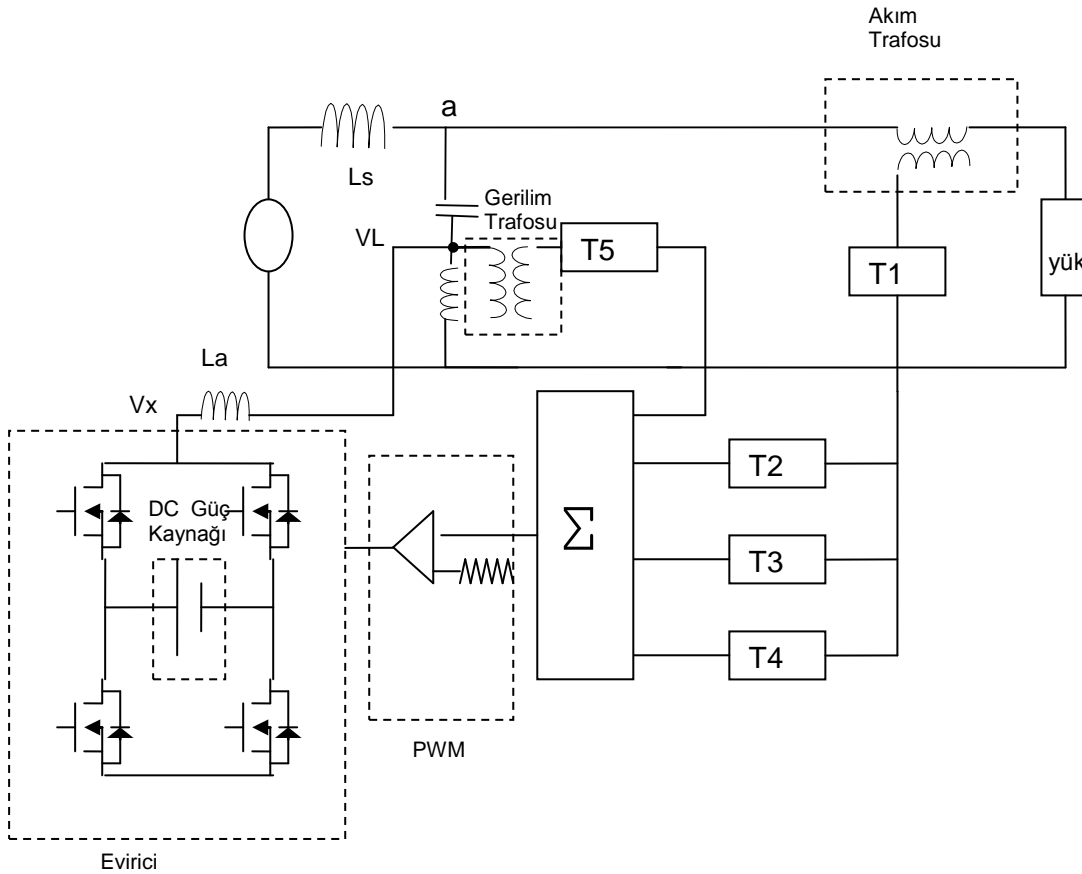 Akım
Trafosu
a
Ls
Gerilim
Trafosu
VL
T5
T1
yük
La
Vx
T2
DC Güç
Kaynağı
Σ
T3
T4
PWM
Evirici